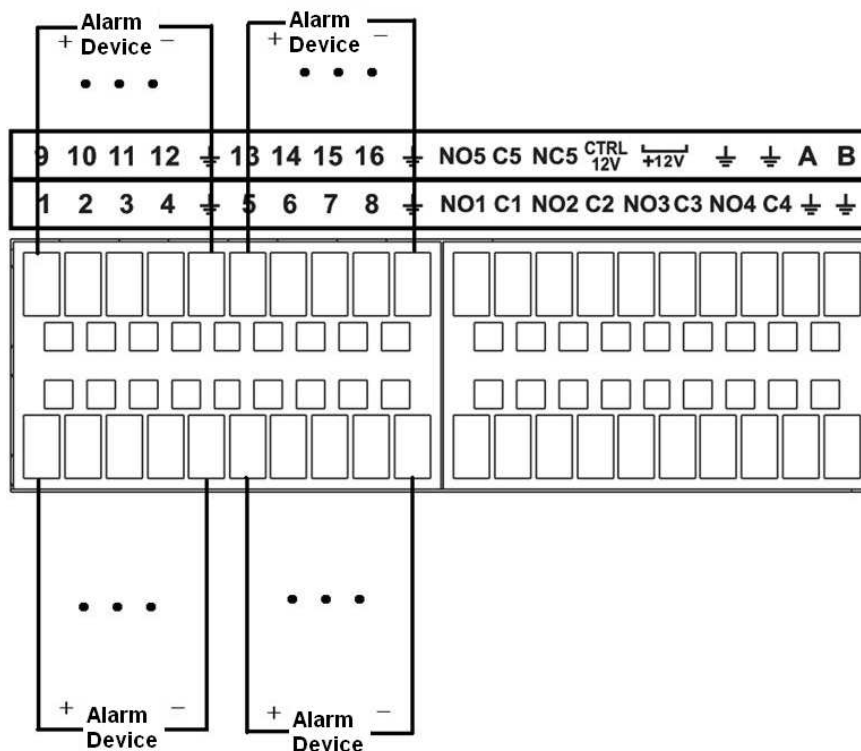 Alarm
+ Device −
Alarm
+ Device −
9 10 11 12 ⏚ 13 14 15 16 ⏚ NO5 C5 NC5 CTRL 12V +12V ⏚ ⏚ A B
1 2 3 4 ⏚ 5 6 7 8 ⏚ NO1 C1 NO2 C2 NO3 C3 NO4 C4 ⏚ ⏚
+ Alarm −
Device
+ Alarm −
Device